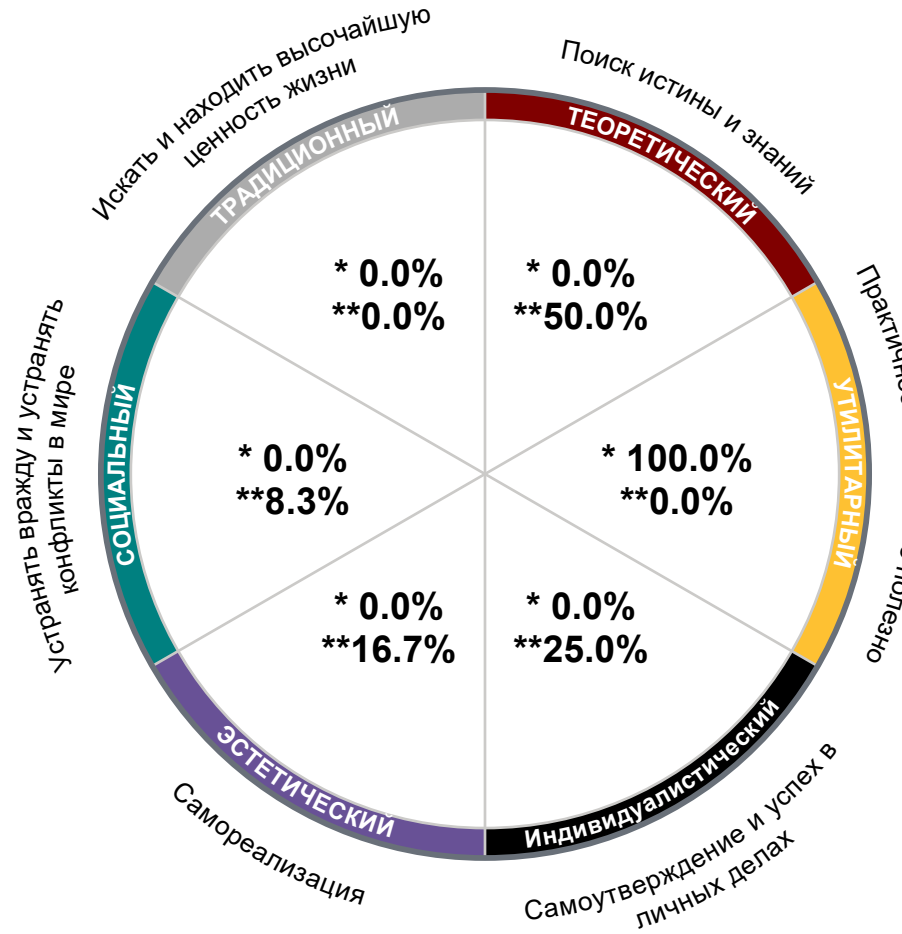 Искать и находить высочайшую
ценность жизни
ТРАДИЦИОННЫЙ
Поиск истины и знаний
ТЕОРЕТИЧЕСКИЙ
* 0.0%
**0.0%
* 0.0%
**50.0%
Устранять вражду и устранять
конфликты в мире
СОЦИАЛЬНЫЙ
* 0.0%
**8.3%
* 100.0%
**0.0%
УТИЛИТАРНЫЙ
полезно
* 0.0%
**16.7%
* 0.0%
**25.0%
ЭСТЕТИЧЕСКИЙ
Самореализация
Индивидуалистический
Самоутверждение и успех в
личных делах